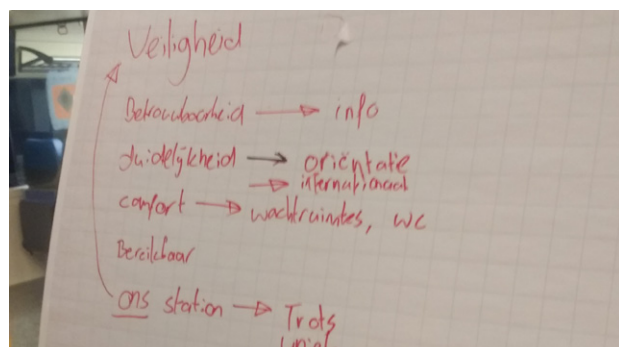 Veiligheid
Betrouwbaarheid → info
duidelijkheid → oriëntatie
→ internationaal
comfort → wachtruimtes, WC
Bereikbaar
ons station → Trots